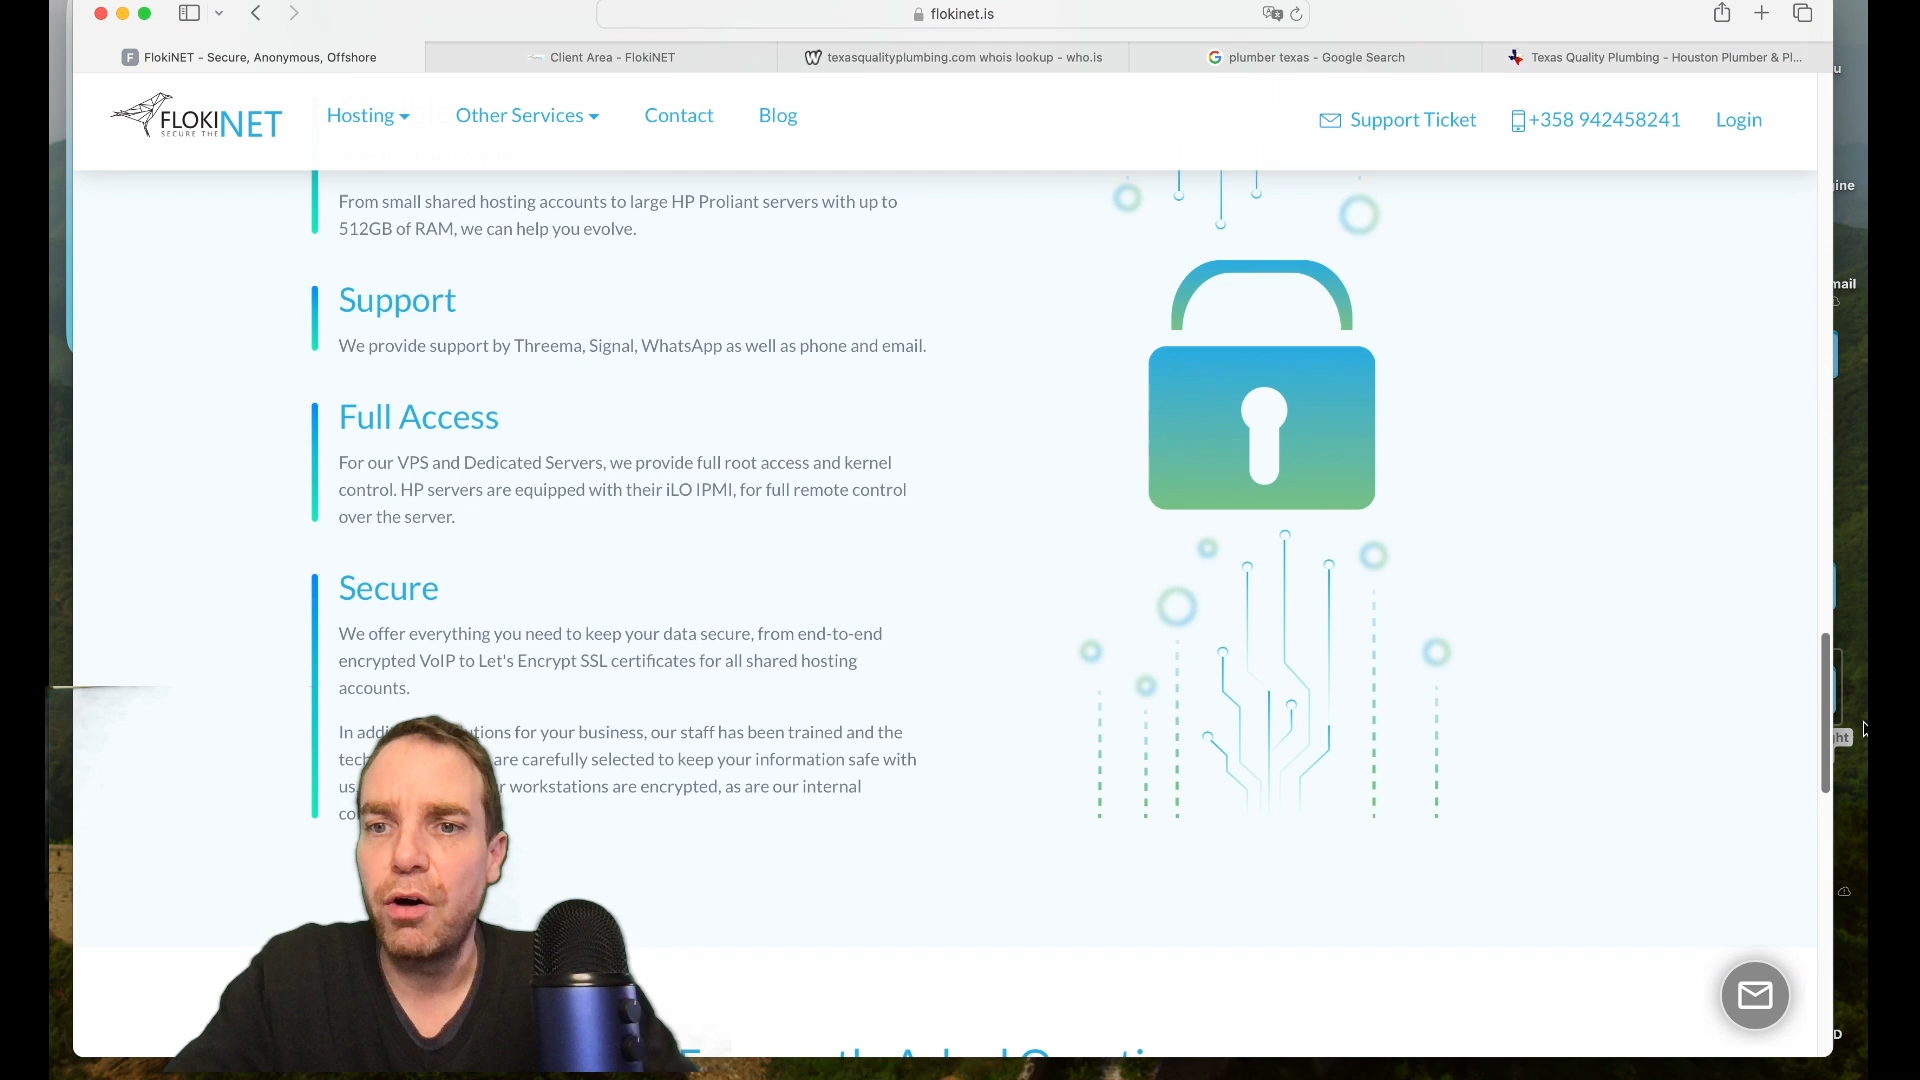 flokinet.is
FlokiNET - Secure, Anonymous, Offshore
Client Area - FlokiNET
texasqualityplumbing.com whois lookup - who.is
plumber texas - Google Search
Texas Quality Plumbing - Houston Plumber & Pl...
FLOKINET
SECURE THE
Hosting
Other Services
Contact
Blog
Support Ticket
+358 942458241
Login
From small shared hosting accounts to large HP Proliant servers with up to
512GB of RAM, we can help you evolve.
Support
We provide support by Threema, Signal, WhatsApp as well as phone and email.
Full Access
For our VPS and Dedicated Servers, we provide full root access and kernel
control. HP servers are equipped with their iLO IPMI, for full remote control
over the server.
Secure
We offer everything you need to keep your data secure, from end-to-end
encrypted VoIP to Let's Encrypt SSL certificates for all shared hosting
accounts.
In tions for your business, our staff has been trained and the
are carefully selected to keep your information safe with
us. workstations are encrypted, as are our internal